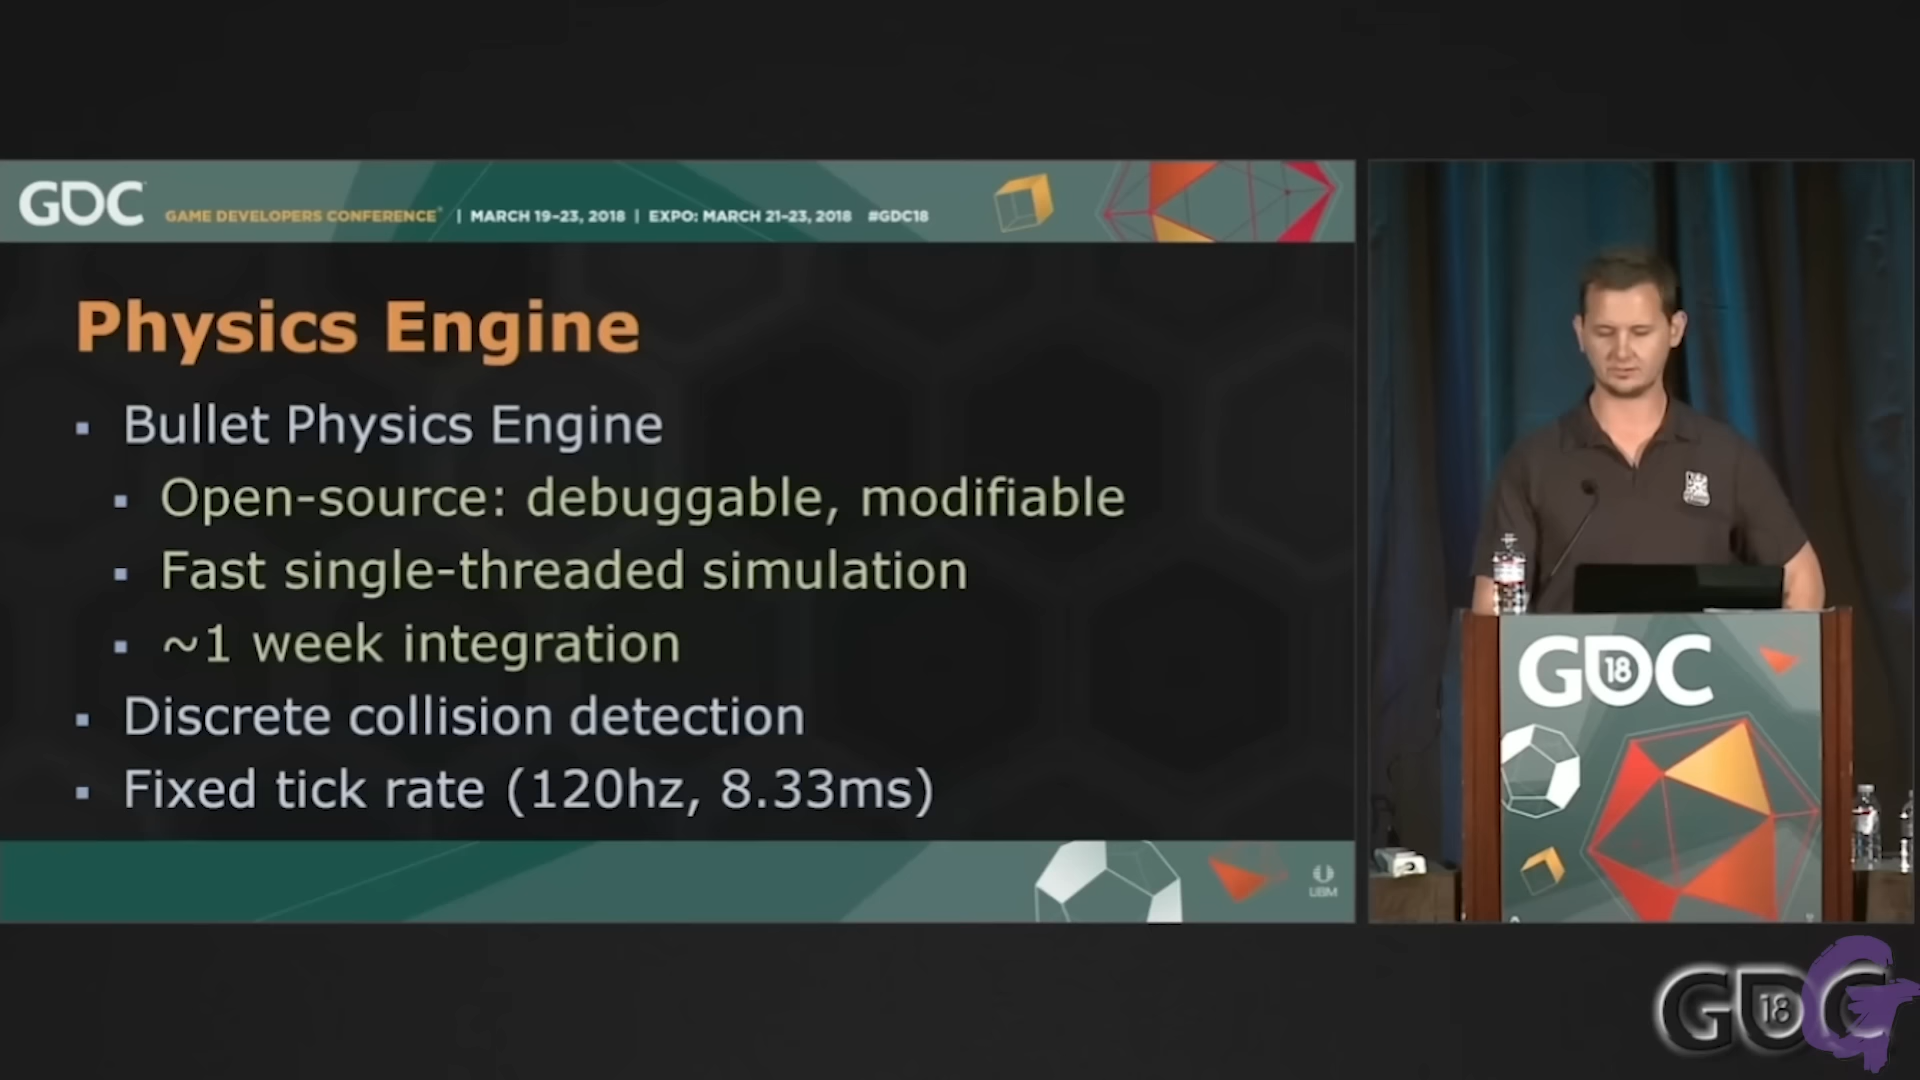 GDC GAME DEVELOPERS CONFERENCE® | MARCH 19-23, 2018 | EXPO: MARCH 21-23, 2018 #GDC18
Physics Engine
▪ Bullet Physics Engine
▪ Open-source: debuggable, modifiable
▪ Fast single-threaded simulation
▪ ~1 week integration
▪ Discrete collision detection
▪ Fixed tick rate (120hz, 8.33ms)
UBM
GDC
18
GDC
18
G